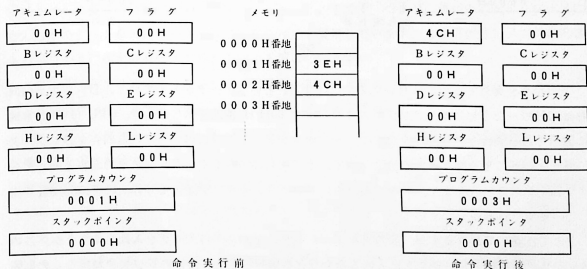 アキュムレータ フラグ
00H 00H
Bレジスタ Cレジスタ
00H 00H
Dレジスタ Eレジスタ
00H 00H
Hレジスタ Lレジスタ
00H 00H
プログラムカウンタ
0001H
スタックポインタ
0000H
命令実行前
メモリ
0000H番地
0001H番地 3EH
0002H番地 4CH
0003H番地
アキュムレータ フラグ
4CH 00H
Bレジスタ Cレジスタ
00H 00H
Dレジスタ Eレジスタ
00H 00H
Hレジスタ Lレジスタ
00H 00H
プログラムカウンタ
0003H
スタックポインタ
0000H
命令実行後